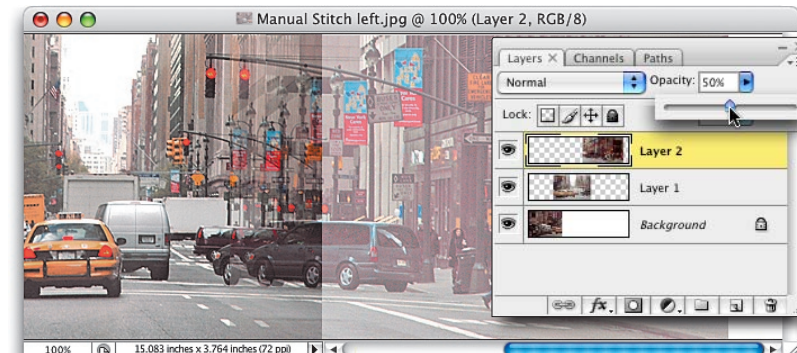 Manual Stitch left.jpg @ 100% (Layer 2, RGB/8)
Layers × Channels Paths
Normal Opacity: 50%
Lock:
Layer 2
Layer 1
Background
fx.
100% 15.083 inches x 3.764 inches (72 ppi)